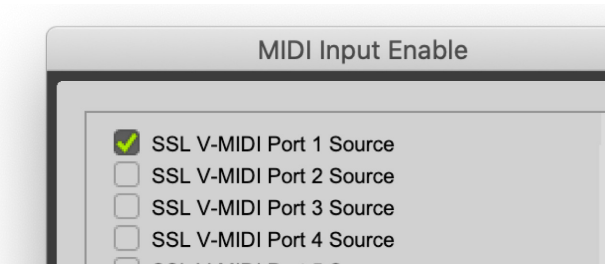 MIDI Input Enable
SSL V-MIDI Port 1 Source
SSL V-MIDI Port 2 Source
SSL V-MIDI Port 3 Source
SSL V-MIDI Port 4 Source